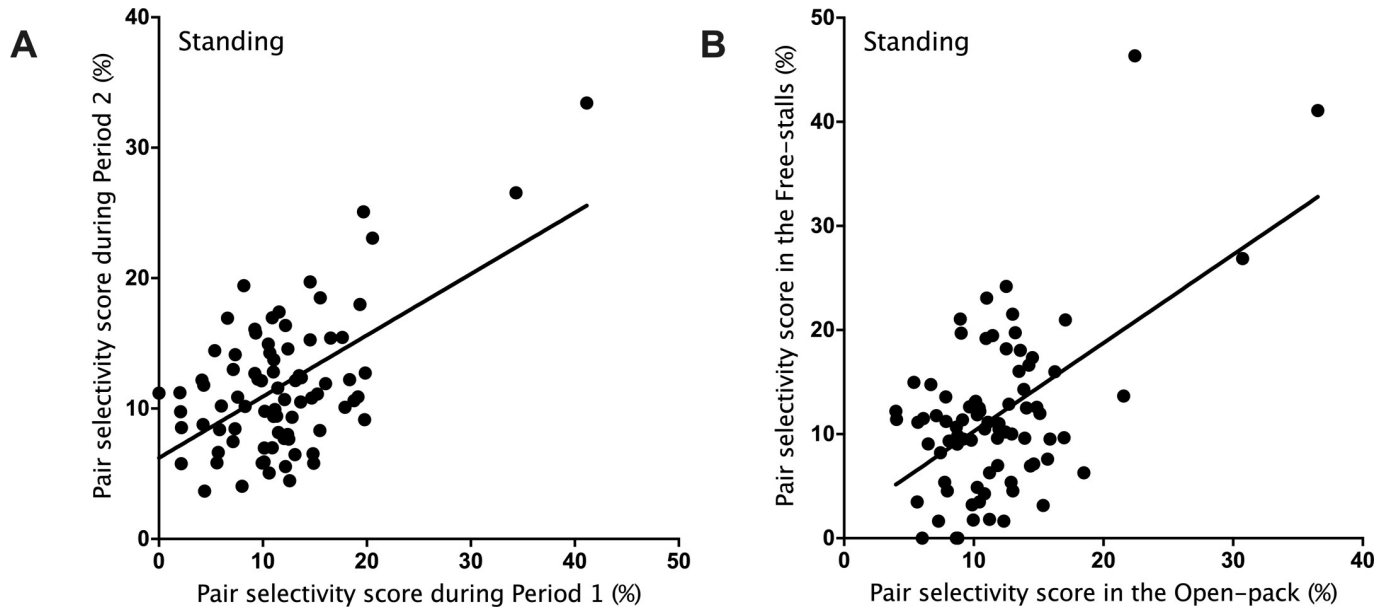 A
Standing
Pair selectivity score during Period 2 (%)
40
30
20
10
0
0 10 20 30 40 50
Pair selectivity score during Period 1 (%)
B
Standing
Pair selectivity score in the Free-stalls (%)
50
40
30
20
10
0
0 10 20 30 40
Pair selectivity score in the Open-pack (%)